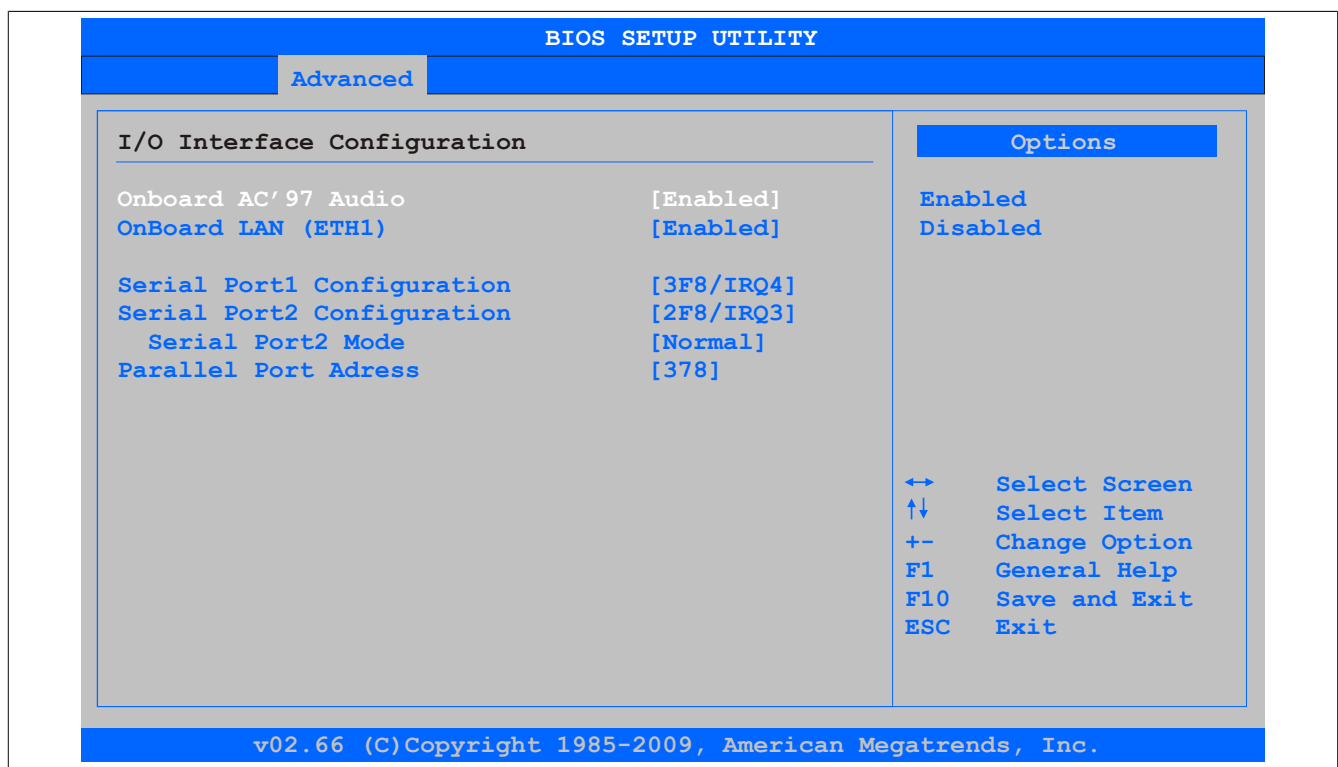 BIOS SETUP UTILITY
Advanced
I/O Interface Configuration
Onboard AC'97 Audio [Enabled]
OnBoard LAN (ETH1) [Enabled]
Serial Port1 Configuration [3F8/IRQ4]
Serial Port2 Configuration [2F8/IRQ3]
Serial Port2 Mode [Normal]
Parallel Port Adress [378]
Options
Enabled
Disabled
↔ Select Screen
↑↓ Select Item
+- Change Option
F1 General Help
F10 Save and Exit
ESC Exit
v02.66 (C)Copyright 1985-2009, American Megatrends, Inc.